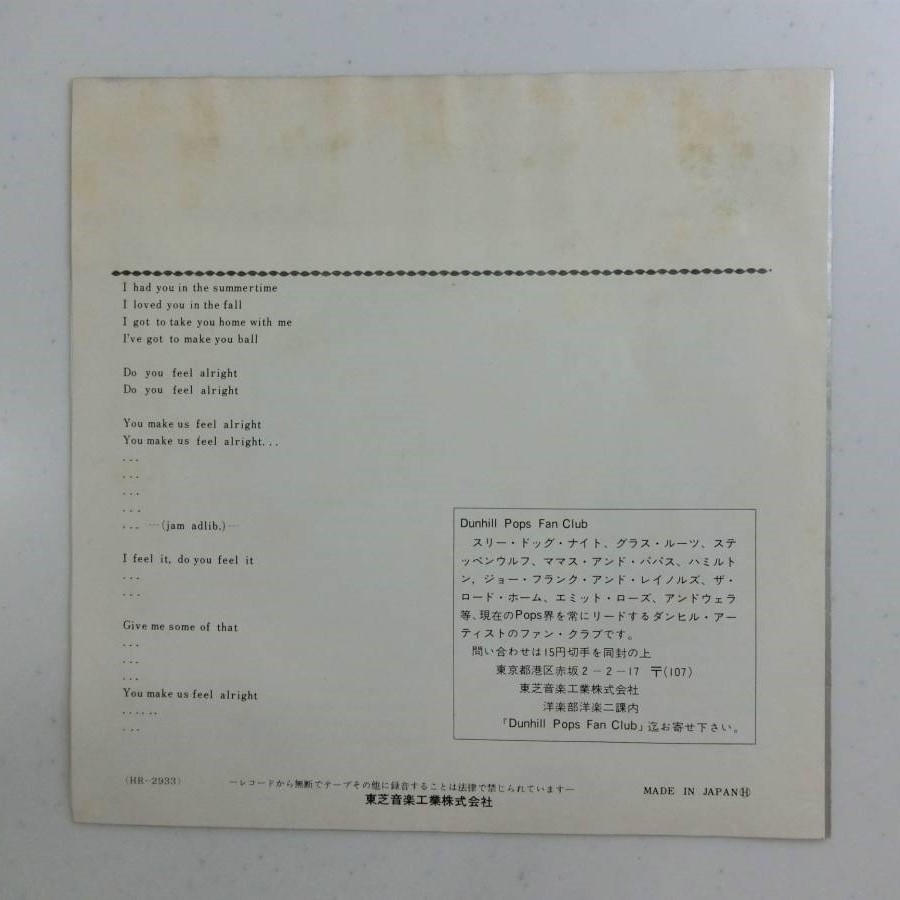 I had you in the summertime
I loved you in the fall
I got to take you home with me
I've got to make you ball
Do you feel alright
Do you feel alright
You make us feel alright
You make us feel alright...
...
...
...
...
... …(jam adlib.)…
I feel it, do you feel it
...
...
Give me some of that
...
...
...
You make us feel alright
......
...
Dunhill Pops Fan Club
スリー・ドッグ・ナイト、グラス・ルーツ、ステ
ッペンウルフ、ママス・アンド・パパス、ハミルト
ン，ジョー・フランク・アンド・レイノルズ、ザ・
ロード・ホーム、エミット・ローズ、アンドウェラ
等、現在のPops界を常にリードするダンヒル・アー
ティストのファン・クラブです。
問い合わせは15円切手を同封の上
東京都港区赤坂2－2－17 〒(107)
東芝音楽工業株式会社
洋楽部洋楽二課内
「Dunhill Pops Fan Club」迄お寄せ下さい。
(HR-2933)
―レコードから無断でテープその他に録音することは法律で禁じられています―
東芝音楽工業株式会社
MADE IN JAPANⒽ